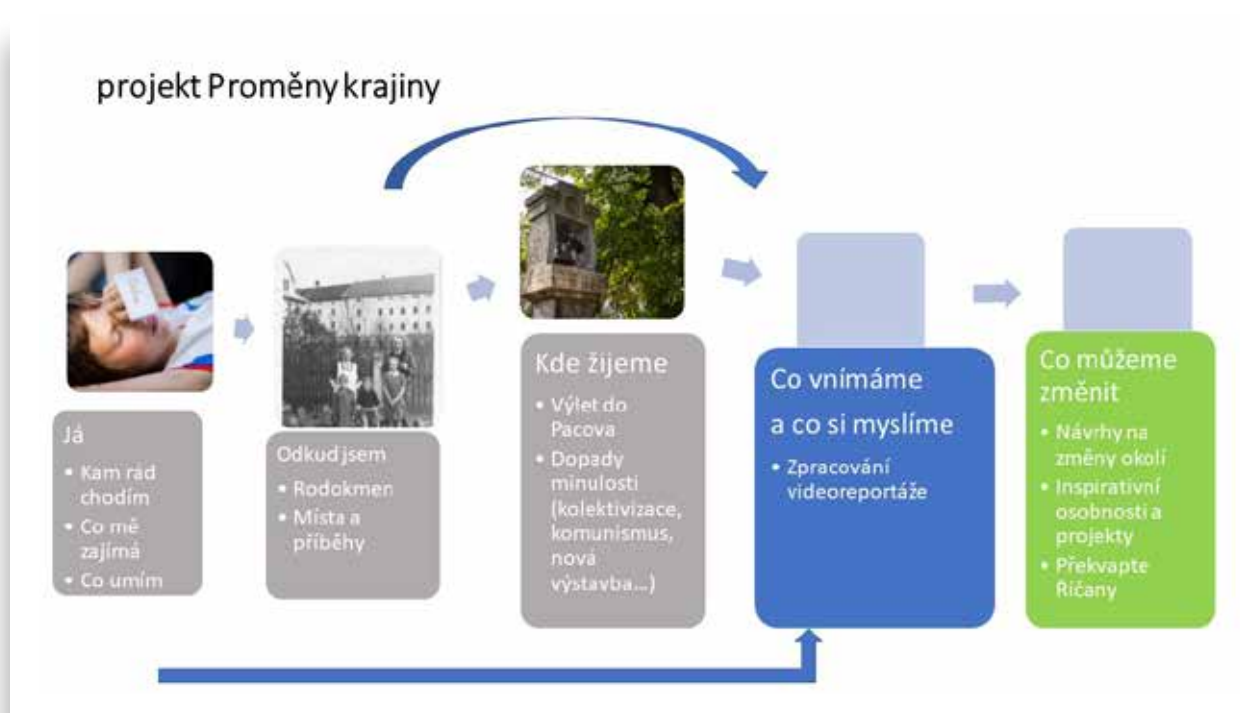 projekt Proměny krajiny
Já
• Kam rád
chodím
• Co mě
zajímá
• Co umím
Odkud jsem
• Rodokmen
• Místa a
příběhy
Kde žijeme
• Výlet do
Pacova
• Dopady
minulosti
(kolektivizace,
komunismus,
nová
výstavba...)
Co vnímáme
a co si myslíme
• Zpracování
videoreportáže
Co můžeme
změnit
• Návrhy na
změny okolí
• Inspirativní
osobnosti a
projekty
• Překvapte
Říčany